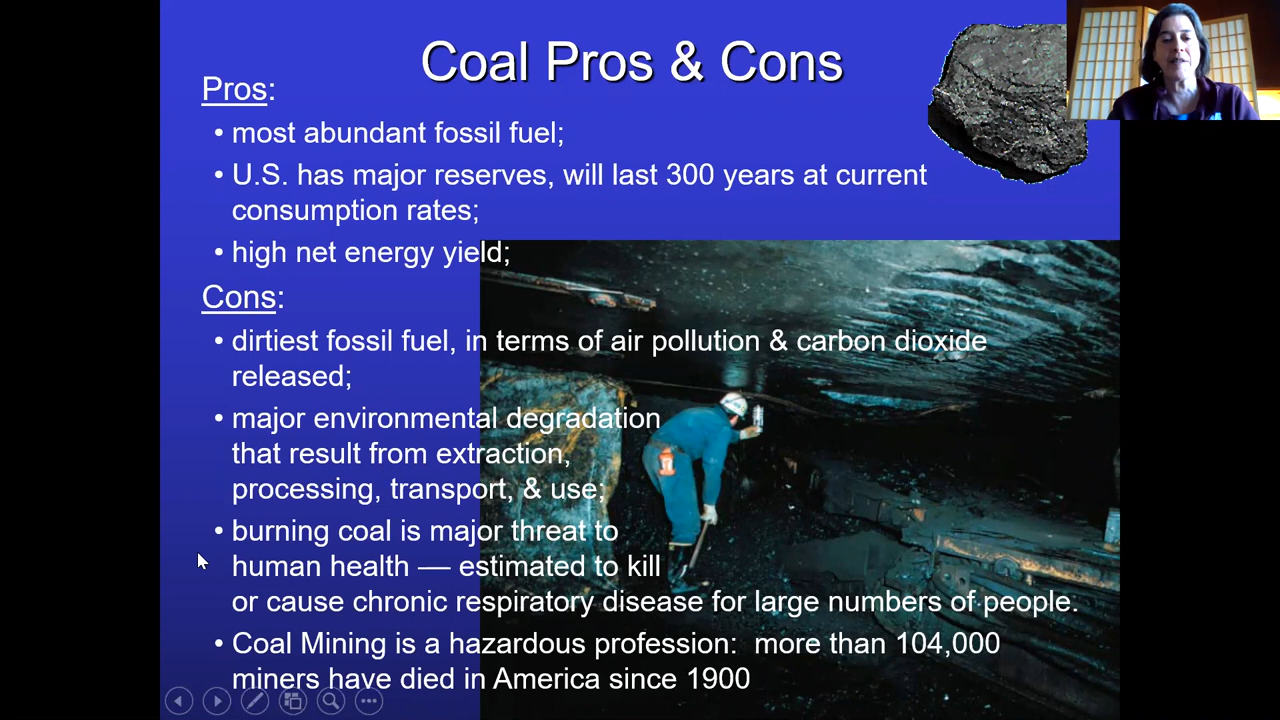 Coal Pros & Cons
Pros:
• most abundant fossil fuel;
• U.S. has major reserves, will last 300 years at current
consumption rates;
• high net energy yield;
Cons:
• dirtiest fossil fuel, in terms of air pollution & carbon dioxide
released;
• major environmental degradation
that result from extraction,
processing, transport, & use;
• burning coal is major threat to
human health — estimated to kill
or cause chronic respiratory disease for large numbers of people.
• Coal Mining is a hazardous profession:  more than 104,000
miners have died in America since 1900